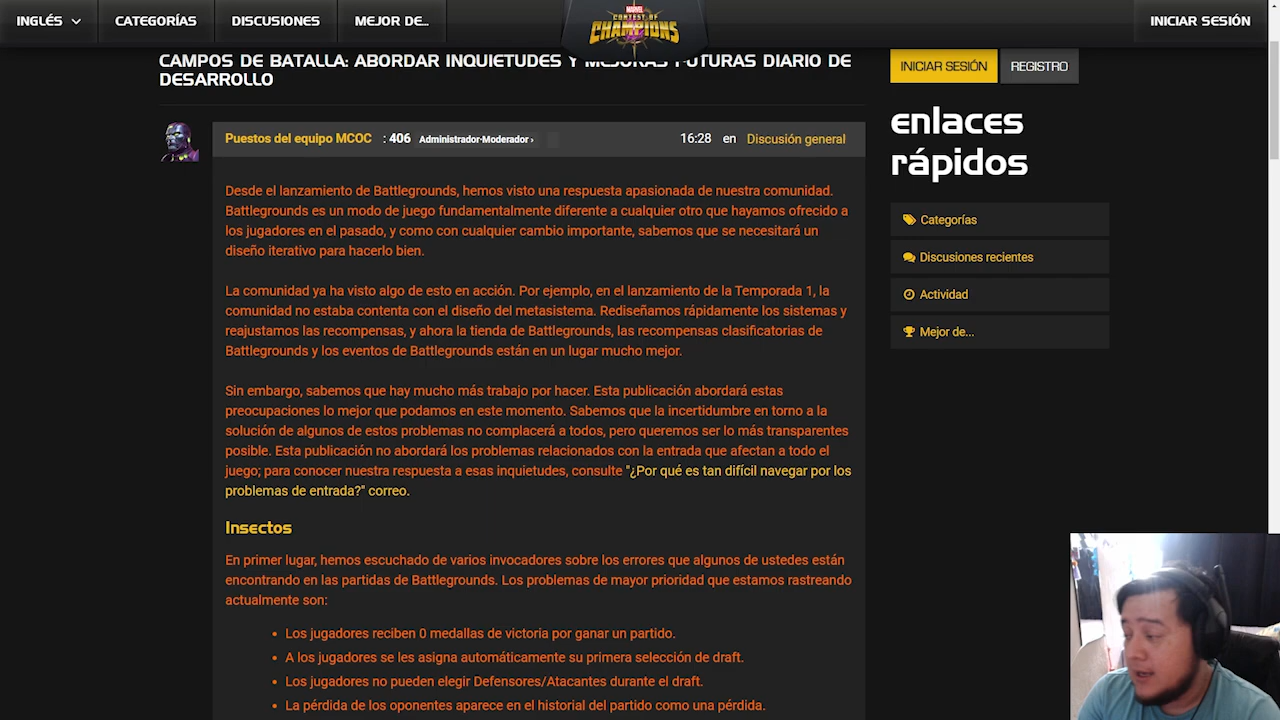 INGLÉS
CATEGORÍAS
DISCUSIONES
MEJOR DE...
MARVEL
CONTEST OF
CHAMPIONS
INICIAR SESIÓN
CAMPOS DE BATALLA: ABORDAR INQUIETUDES Y MEJORAS FUTURAS DIARIO DE
DESARROLLO
INICIAR SESIÓN
REGISTRO
Puestos del equipo MCOC : 406 Administrador-Moderador › 16:28 en Discusión general
Desde el lanzamiento de Battlegrounds, hemos visto una respuesta apasionada de nuestra comunidad.
Battlegrounds es un modo de juego fundamentalmente diferente a cualquier otro que hayamos ofrecido a
los jugadores en el pasado, y como con cualquier cambio importante, sabemos que se necesitará un
diseño iterativo para hacerlo bien.
La comunidad ya ha visto algo de esto en acción. Por ejemplo, en el lanzamiento de la Temporada 1, la
comunidad no estaba contenta con el diseño del metasistema. Rediseñamos rápidamente los sistemas y
reajustamos las recompensas, y ahora la tienda de Battlegrounds, las recompensas clasificatorias de
Battlegrounds y los eventos de Battlegrounds están en un lugar mucho mejor.
Sin embargo, sabemos que hay mucho más trabajo por hacer. Esta publicación abordará estas
preocupaciones lo mejor que podamos en este momento. Sabemos que la incertidumbre en torno a la
solución de algunos de estos problemas no complacerá a todos, pero queremos ser lo más transparentes
posible. Esta publicación no abordará los problemas relacionados con la entrada que afectan a todo el
juego; para conocer nuestra respuesta a esas inquietudes, consulte "¿Por qué es tan difícil navegar por los
problemas de entrada?" correo.
Insectos
En primer lugar, hemos escuchado de varios invocadores sobre los errores que algunos de ustedes están
encontrando en las partidas de Battlegrounds. Los problemas de mayor prioridad que estamos rastreando
actualmente son:
• Los jugadores reciben 0 medallas de victoria por ganar un partido.
• A los jugadores se les asigna automáticamente su primera selección de draft.
• Los jugadores no pueden elegir Defensores/Atacantes durante el draft.
• La pérdida de los oponentes aparece en el historial del partido como una pérdida.
enlaces
rápidos
Categorías
Discusiones recientes
Actividad
Mejor de...